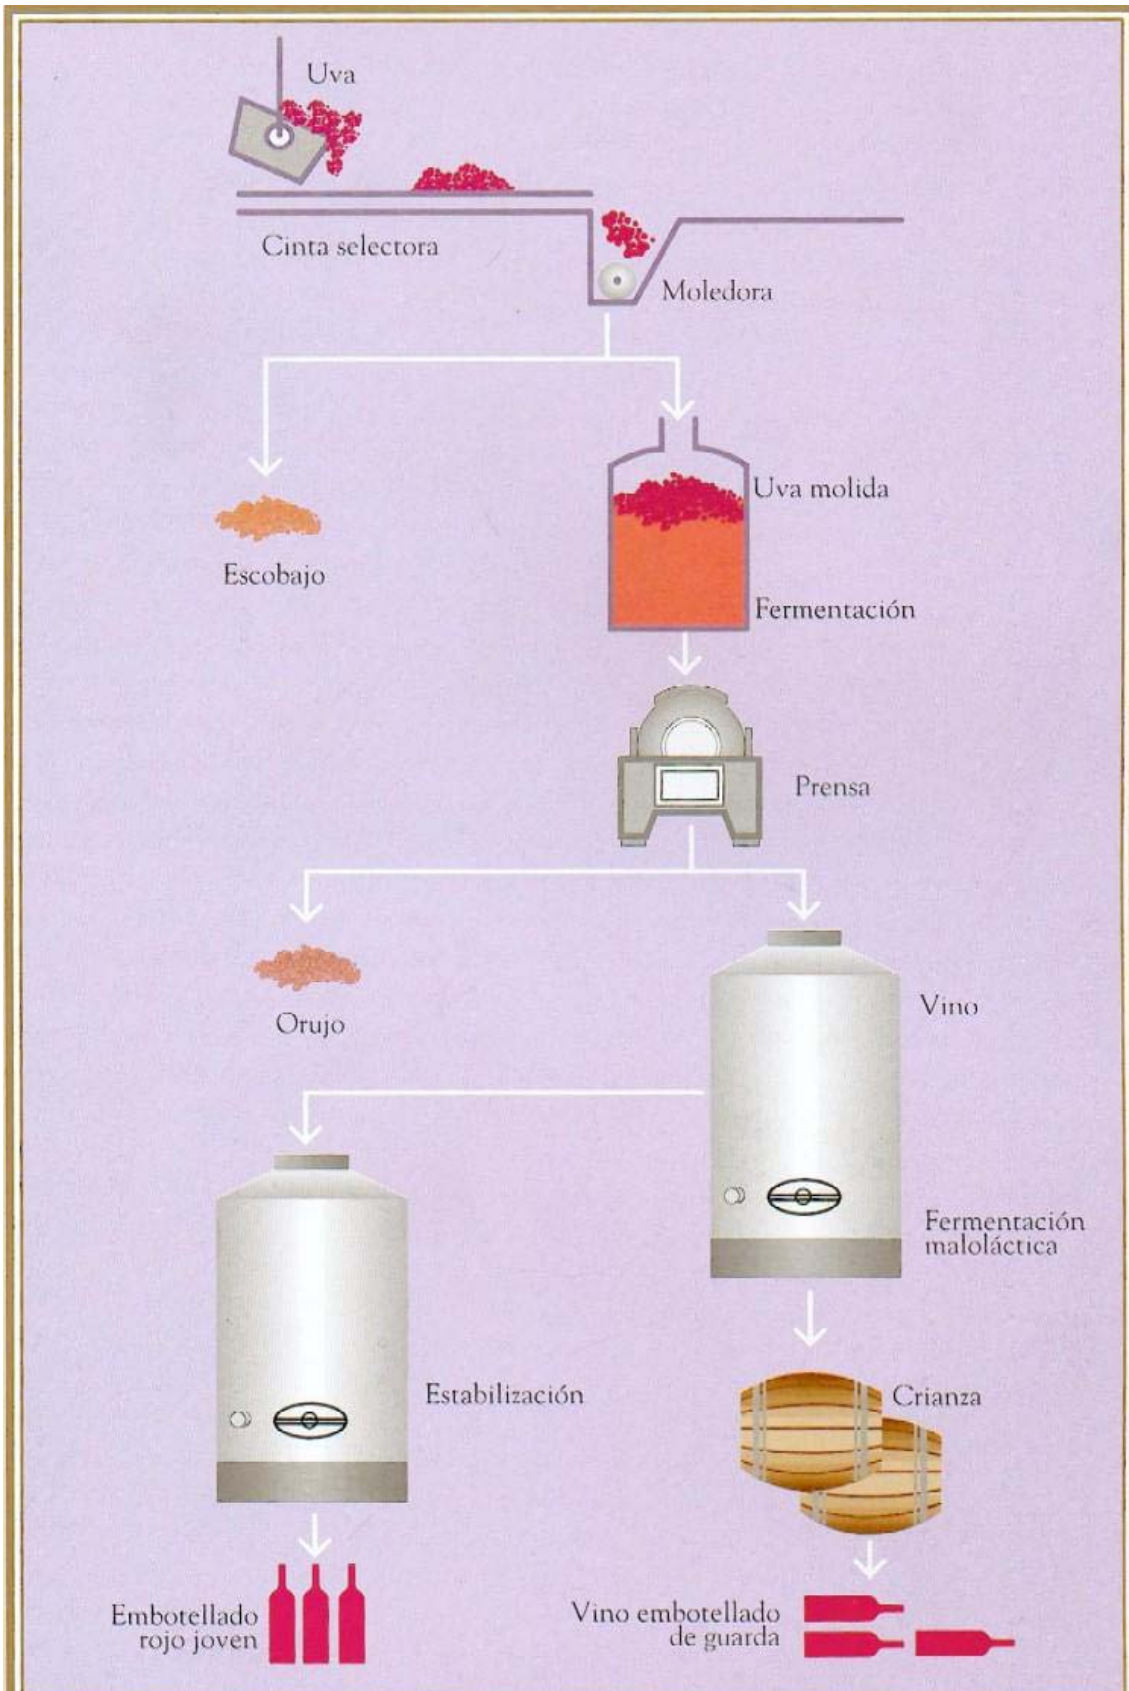 Uva
Cinta selectora
Moledora
Uva molida
Escobajo
Fermentación
Prensa
Vino
Orujo
Fermentación
maloláctica
Estabilización
Crianza
Embotellado
rojo joven
Vino embotellado
de guarda